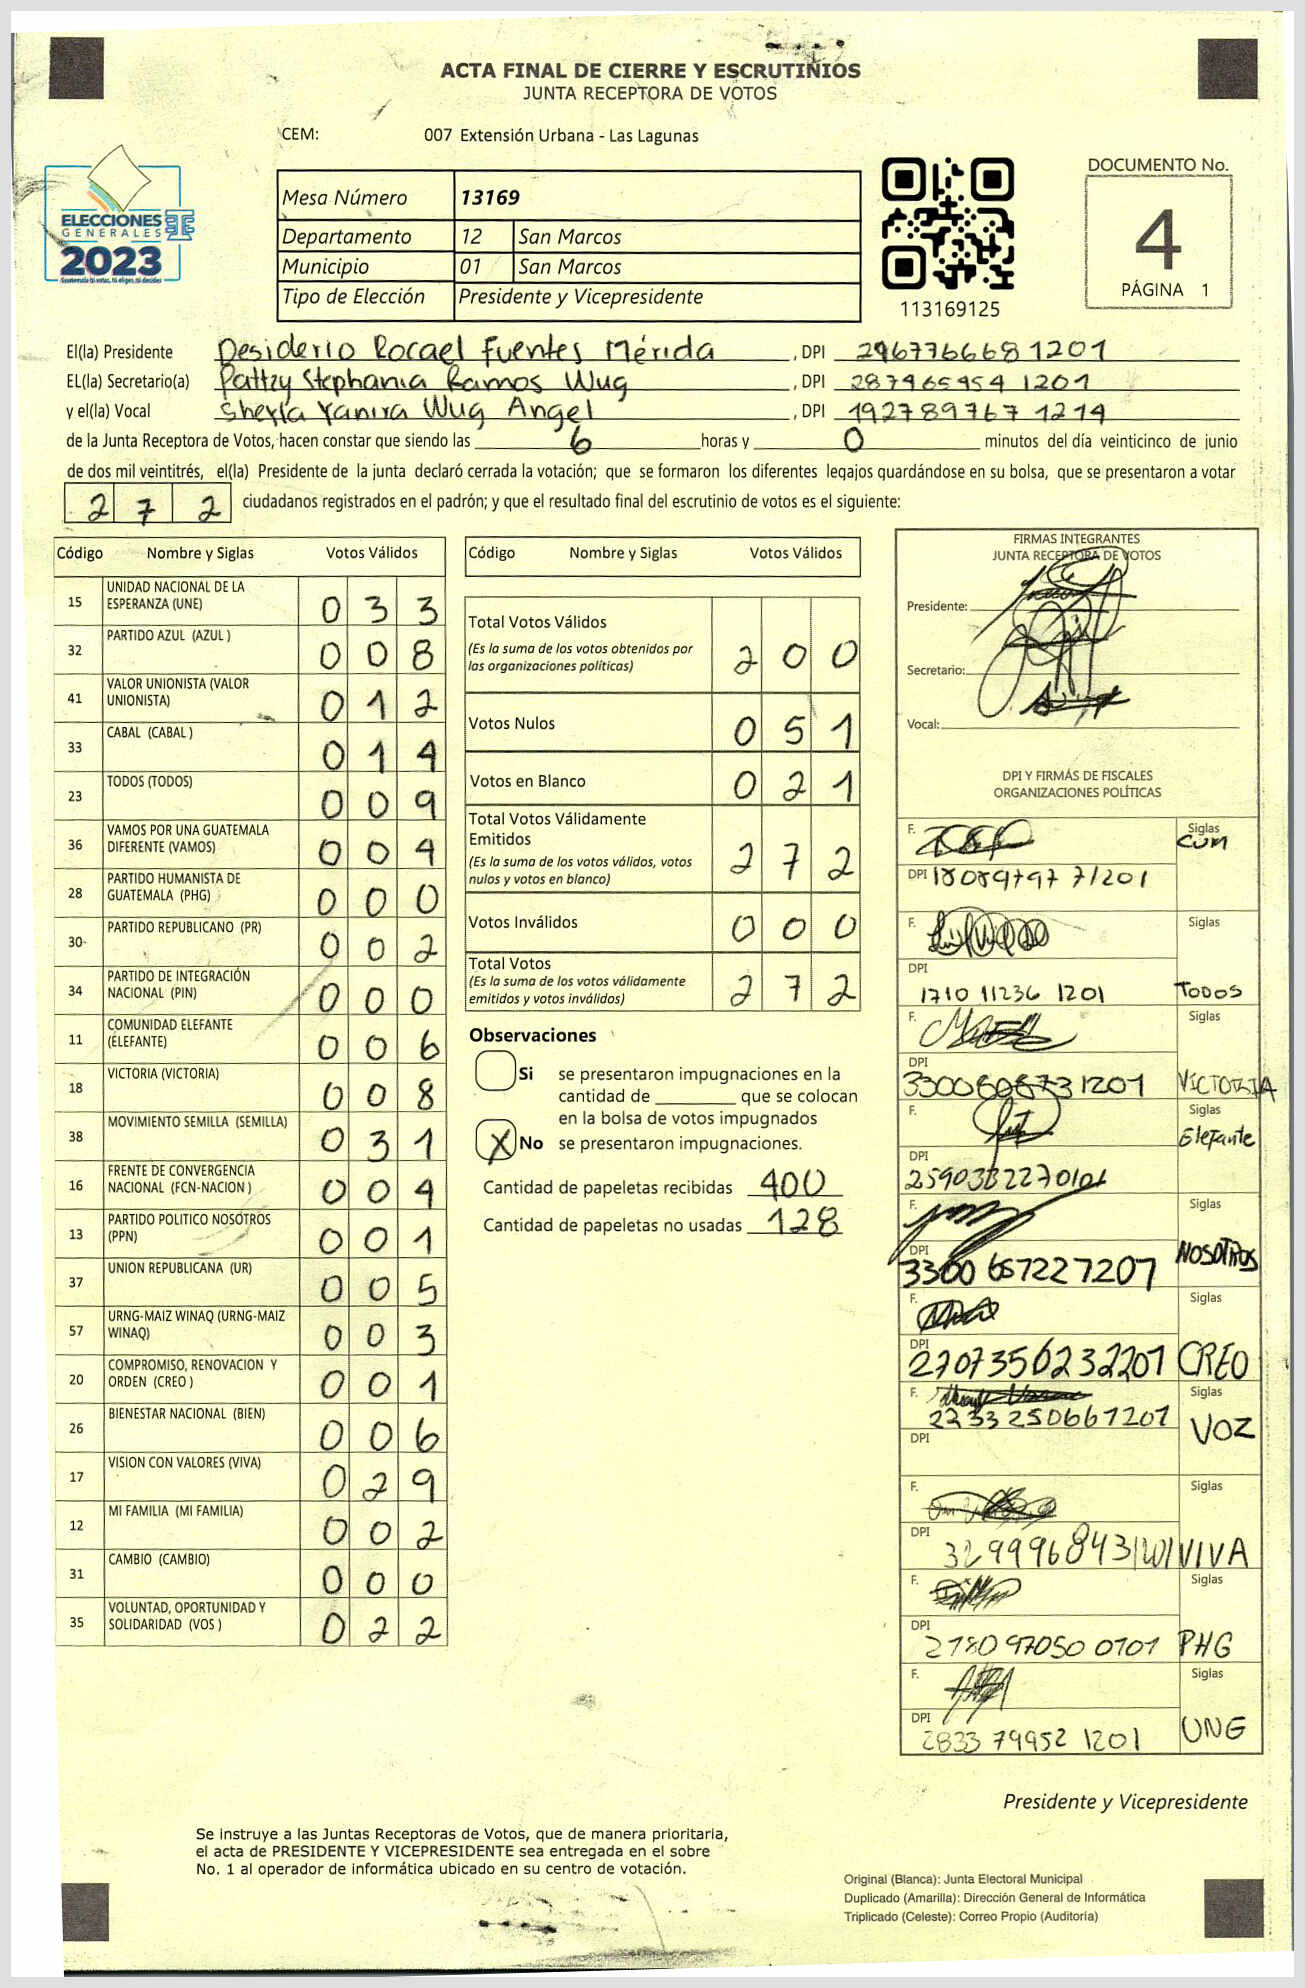 ACTA FINAL DE CIERRE Y ESCRUTINIOS
JUNTA RECEPTORA DE VOTOS
CEM: 007 Extensión Urbana - Las Lagunas
ELECCIONES
GENERALES
2023
Mesa Número 13169
Departamento 12 San Marcos
Municipio 01 San Marcos
Tipo de Elección Presidente y Vicepresidente
113169125
DOCUMENTO No.
4
PÁGINA 1
El(la) Presidente Desiderio Rocael Fuentes Mérida, DPI 296776668 1201
EL(la) Secretario(a) Pattzy Stephania Ramos Wug, DPI 287965954 1201
y el(la) Vocal Sheyla Yanira Wug Angel, DPI 192789767 1214
de la Junta Receptora de Votos, hacen constar que siendo las 6 horas y 0 minutos del día veinticinco de junio
de dos mil veintitrés, el(la) Presidente de la junta declaró cerrada la votación; que se formaron los diferentes legajos quardándose en su bolsa, que se presentaron a votar
2 7 2 ciudadanos registrados en el padrón; y que el resultado final del escrutinio de votos es el siguiente:
Código Nombre y Siglas Votos Válidos
15 UNIDAD NACIONAL DE LA ESPERANZA (UNE) 0 3 3
32 PARTIDO AZUL (AZUL ) 0 0 8
41 VALOR UNIONISTA (VALOR UNIONISTA) 0 1 2
33 CABAL (CABAL ) 0 1 4
23 TODOS (TODOS) 0 0 9
36 VAMOS POR UNA GUATEMALA DIFERENTE (VAMOS) 0 0 4
28 PARTIDO HUMANISTA DE GUATEMALA (PHG) 0 0 0
30 PARTIDO REPUBLICANO (PR) 0 0 2
34 PARTIDO DE INTEGRACIÓN NACIONAL (PIN) 0 0 0
11 COMUNIDAD ELEFANTE (ELEFANTE) 0 0 6
18 VICTORIA (VICTORIA) 0 0 8
38 MOVIMIENTO SEMILLA (SEMILLA) 0 3 1
16 FRENTE DE CONVERGENCIA NACIONAL (FCN-NACION ) 0 0 4
13 PARTIDO POLITICO NOSOTROS (PPN) 0 0 1
37 UNION REPUBLICANA (UR) 0 0 5
57 URNG-MAIZ WINAQ (URNG-MAIZ WINAQ) 0 0 3
20 COMPROMISO, RENOVACION Y ORDEN (CREO ) 0 0 1
26 BIENESTAR NACIONAL (BIEN) 0 0 6
17 VISION CON VALORES (VIVA) 0 2 9
12 MI FAMILIA (MI FAMILIA) 0 0 2
31 CAMBIO (CAMBIO) 0 0 0
35 VOLUNTAD, OPORTUNIDAD Y SOLIDARIDAD (VOS ) 0 2 2
Código Nombre y Siglas Votos Válidos
Total Votos Válidos 2 0 0
(Es la suma de los votos obtenidos por
las organizaciones políticas)
Votos Nulos 0 5 1
Votos en Blanco 0 2 1
Total Votos Válidamente
Emitidos 2 7 2
(Es la suma de los votos válidos, votos
nulos y votos en blanco)
Votos Inválidos 0 0 0
Total Votos 2 7 2
(Es la suma de los votos válidamente
emitidos y votos inválidos)
Observaciones
Si se presentaron impugnaciones en la
cantidad de ________ que se colocan
en la bolsa de votos impugnados
X No se presentaron impugnaciones.
Cantidad de papeletas recibidas 400
Cantidad de papeletas no usadas 128
FIRMAS INTEGRANTES
JUNTA RECEPTORA DE VOTOS
Presidente:
Secretario:
Vocal:
DPI Y FIRMÁS DE FISCALES
ORGANIZACIONES POLÍTICAS
F. Siglas CUM
DPI 18089797 71201
F. Siglas
DPI 1710 11236 1201 TODOS
F. Siglas
DPI 3300808731201 VICTORIA
F. Siglas Elefante
DPI 2590332270101
F. Siglas
DPI 3300 657227207 NOSOTROS
F. Siglas
DPI 2707356232201 CREO
F. Siglas
2233250661201 VOZ
DPI
F. Siglas
DPI 32999968431201 VIVA
F. Siglas
DPI 2780 97050 0101 PHG
F. Siglas
DPI 2833 79952 1201 UNE
Presidente y Vicepresidente
Se instruye a las Juntas Receptoras de Votos, que de manera prioritaria,
el acta de PRESIDENTE Y VICEPRESIDENTE sea entregada en el sobre
No. 1 al operador de informática ubicado en su centro de votación.
Original (Blanca): Junta Electoral Municipal
Duplicado (Amarilla): Dirección General de Informática
Triplicado (Celeste): Correo Propio (Auditoría)